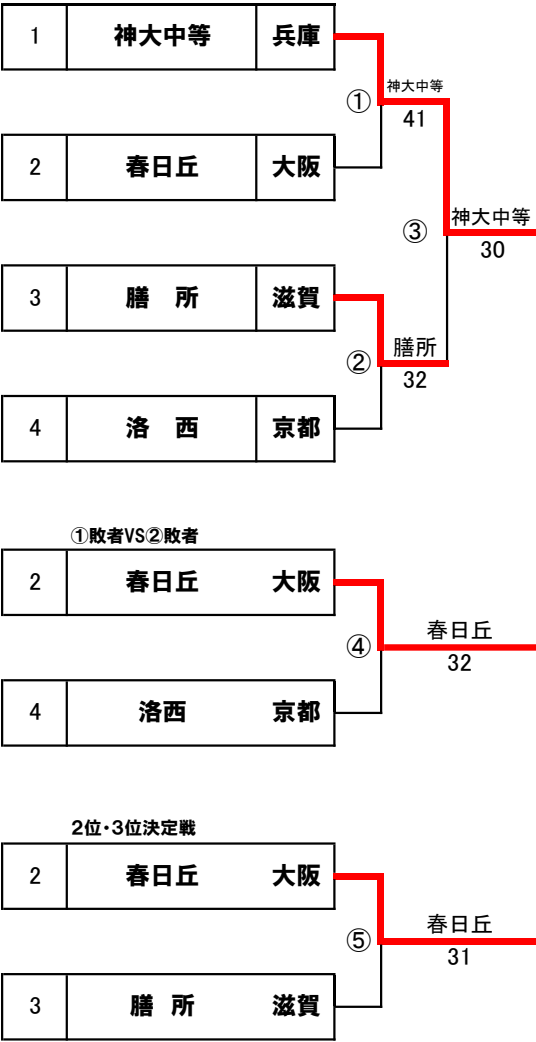 1 神大中等 兵庫
① 神大中等
41
2 春日丘 大阪
③ 神大中等
30
3 膳 所 滋賀
② 膳所
32
4 洛 西 京都
①敗者VS②敗者
2 春日丘 大阪
④ 春日丘
32
4 洛西 京都
2位・3位決定戦
2 春日丘 大阪
⑤ 春日丘
31
3 膳 所 滋賀